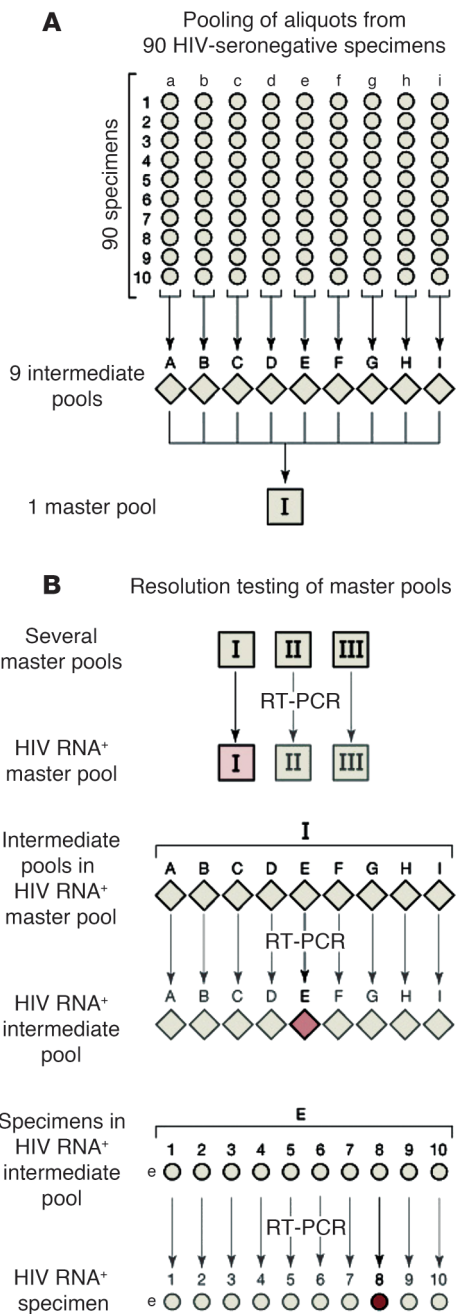 A
Pooling of aliquots from
90 HIV-seronegative specimens
a b c d e f g h i
90 specimens
1
2
3
4
5
6
7
8
9
10
A B C D E F G H I
9 intermediate
pools
1 master pool
I
B
Resolution testing of master pools
Several
master pools
I II III
RT-PCR
HIV RNA+
master pool
I II III
I
Intermediate
pools in
HIV RNA+
master pool
A B C D E F G H I
RT-PCR
HIV RNA+
intermediate
pool
A B C D E F G H I
E
Specimens in
HIV RNA+
intermediate
pool
1 2 3 4 5 6 7 8 9 10
e
RT-PCR
HIV RNA+
specimen
1 2 3 4 5 6 7 8 9 10
e